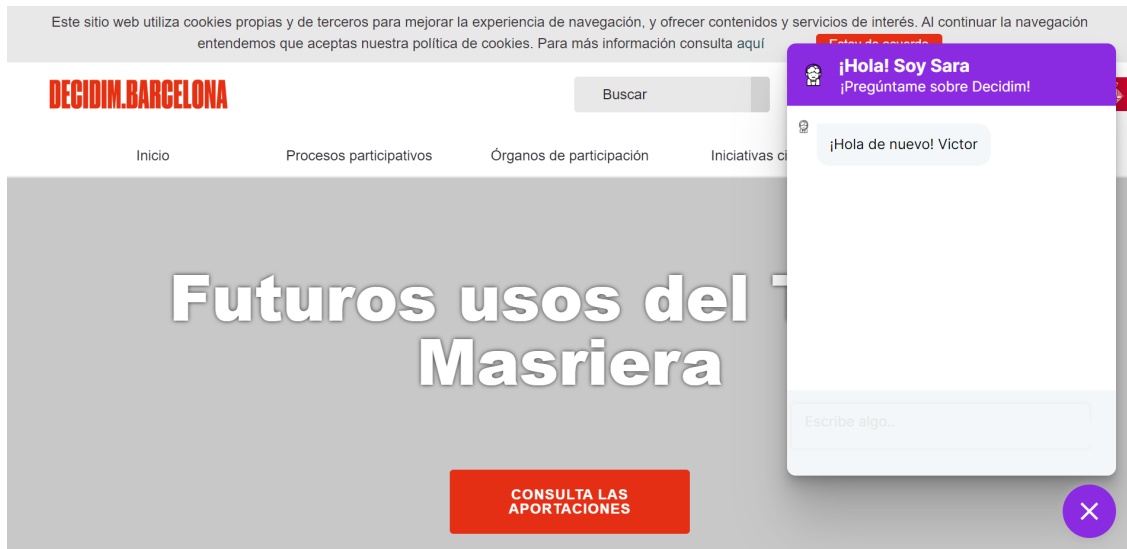 Este sitio web utiliza cookies propias y de terceros para mejorar la experiencia de navegación, y ofrecer contenidos y servicios de interés. Al continuar la navegación
entendemos que aceptas nuestra política de cookies. Para más información consulta aquí
DECIDIM.BARCELONA
Buscar
Inicio
Procesos participativos
Órganos de participación
Iniciativas
Futuros usos del
Masriera
CONSULTA LAS
APORTACIONES
¡Hola! Soy Sara
¡Pregúntame sobre Decidim!
¡Hola de nuevo! Victor
Escribe algo..